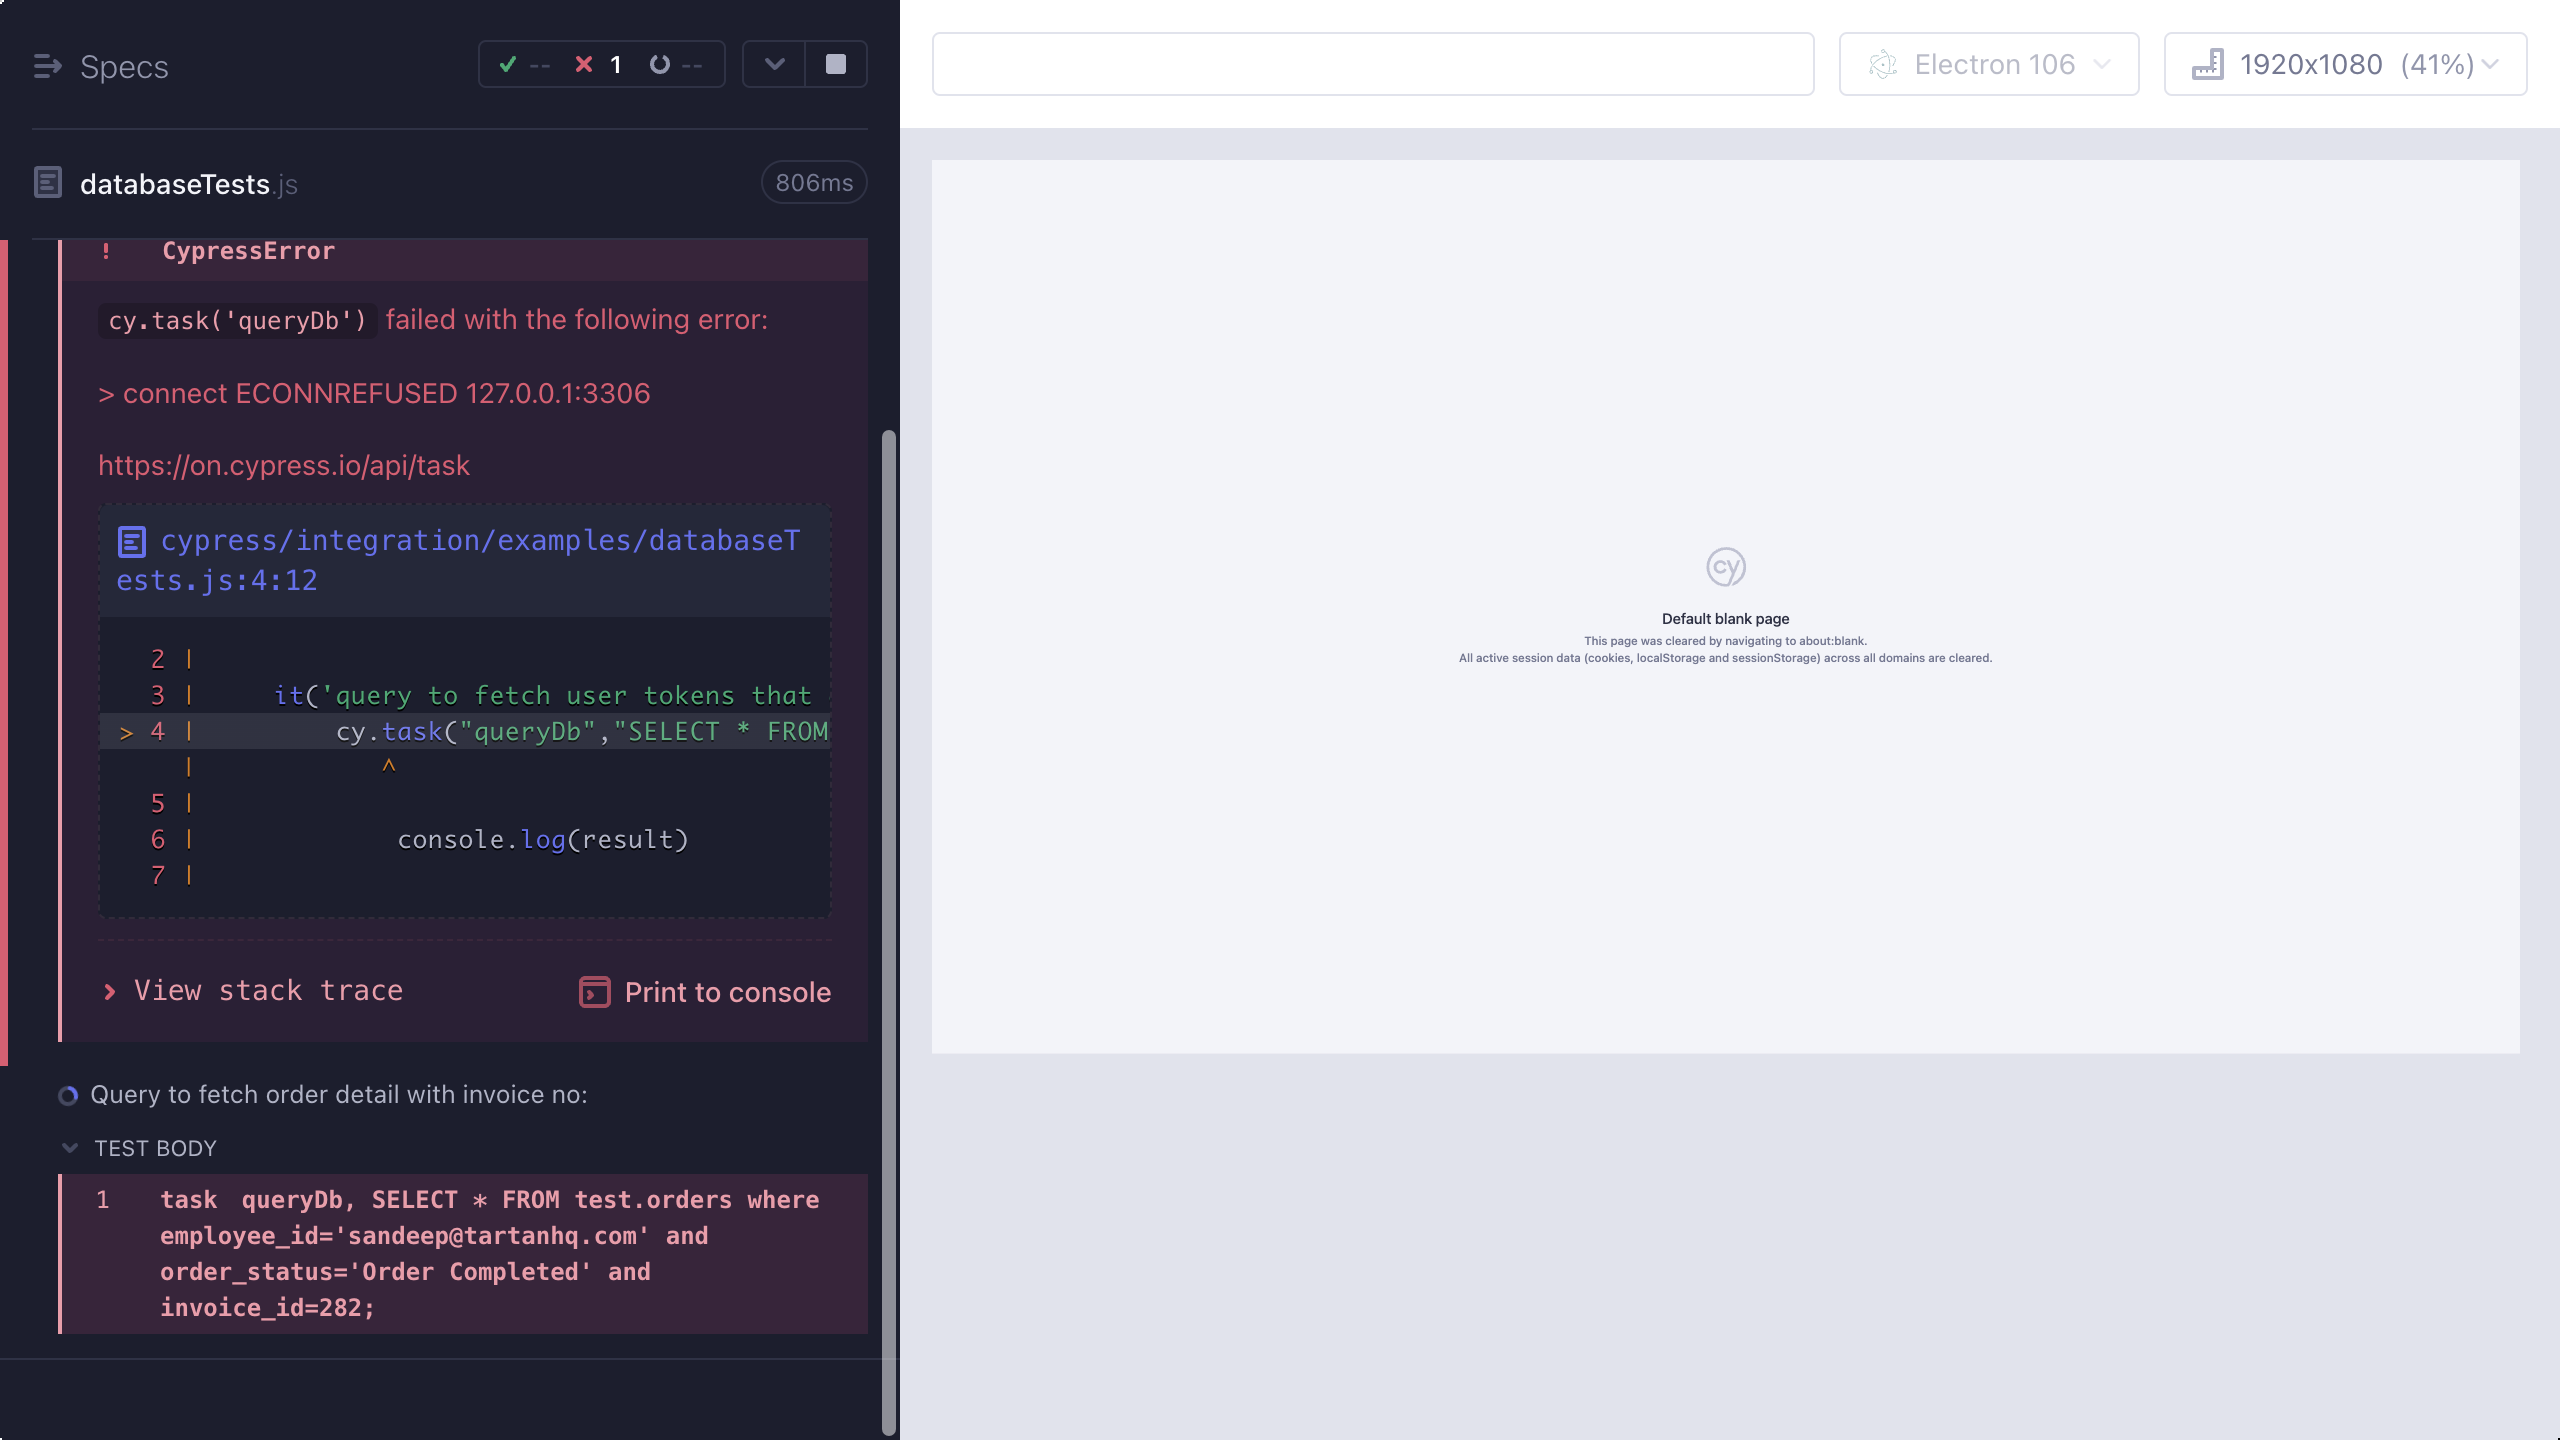 Specs
-- 1 --
databaseTests.js
806ms
! CypressError
cy.task('queryDb') failed with the following error:
> connect ECONNREFUSED 127.0.0.1:3306
https://on.cypress.io/api/task
cypress/integration/examples/databaseT
ests.js:4:12
2 |
3 | it('query to fetch user tokens that
> 4 | cy.task("queryDb","SELECT * FROM
| ^
5 |
6 | console.log(result)
7 |
View stack trace
Print to console
Query to fetch order detail with invoice no:
TEST BODY
1 task queryDb, SELECT * FROM test.orders where
employee_id='sandeep@tartanhq.com' and
order_status='Order Completed' and
invoice_id=282;
Electron 106
1920x1080 (41%)
cy
Default blank page
This page was cleared by navigating to about:blank.
All active session data (cookies, localStorage and sessionStorage) across all domains are cleared.